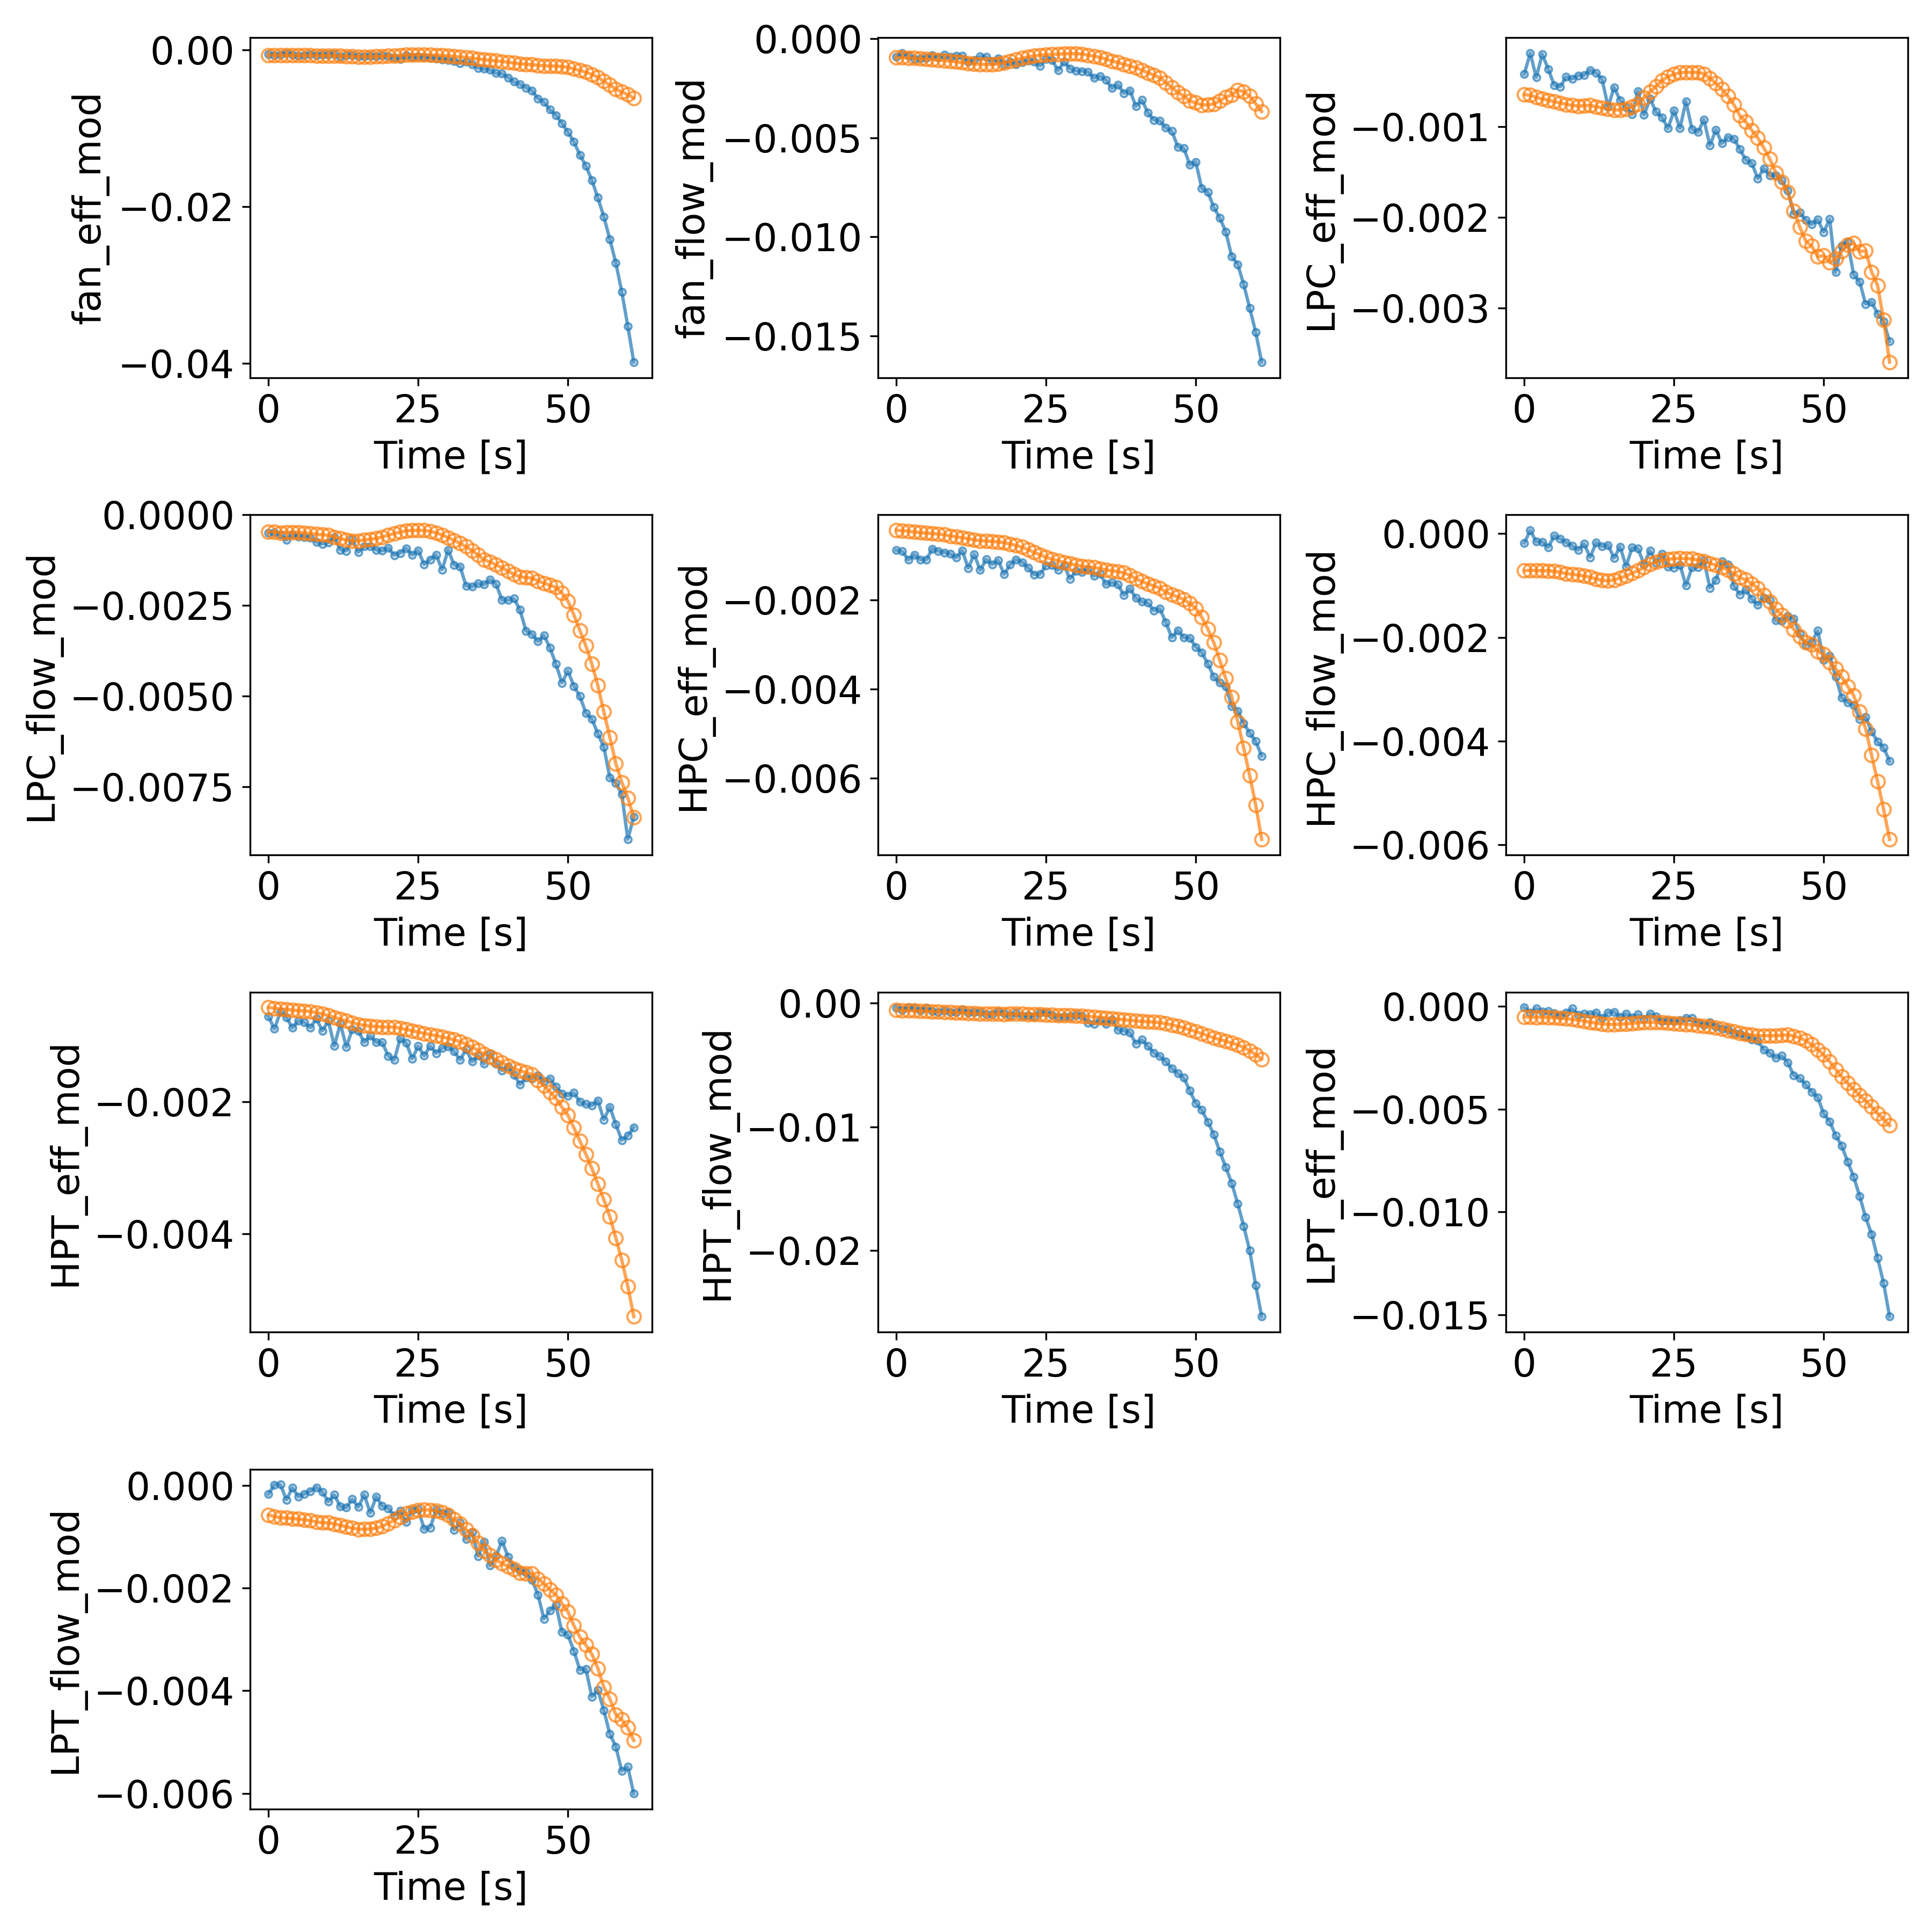 fan_eff_mod
0.00
−0.02
−0.04
0 25 50
Time [s]
fan_flow_mod
0.000
−0.005
−0.010
−0.015
0 25 50
Time [s]
LPC_eff_mod
−0.001
−0.002
−0.003
0 25 50
Time [s]
LPC_flow_mod
0.0000
−0.0025
−0.0050
−0.0075
0 25 50
Time [s]
HPC_eff_mod
−0.002
−0.004
−0.006
0 25 50
Time [s]
HPC_flow_mod
0.000
−0.002
−0.004
−0.006
0 25 50
Time [s]
HPT_eff_mod
−0.002
−0.004
0 25 50
Time [s]
HPT_flow_mod
0.00
−0.01
−0.02
0 25 50
Time [s]
LPT_eff_mod
0.000
−0.005
−0.010
−0.015
0 25 50
Time [s]
LPT_flow_mod
0.000
−0.002
−0.004
−0.006
0 25 50
Time [s]